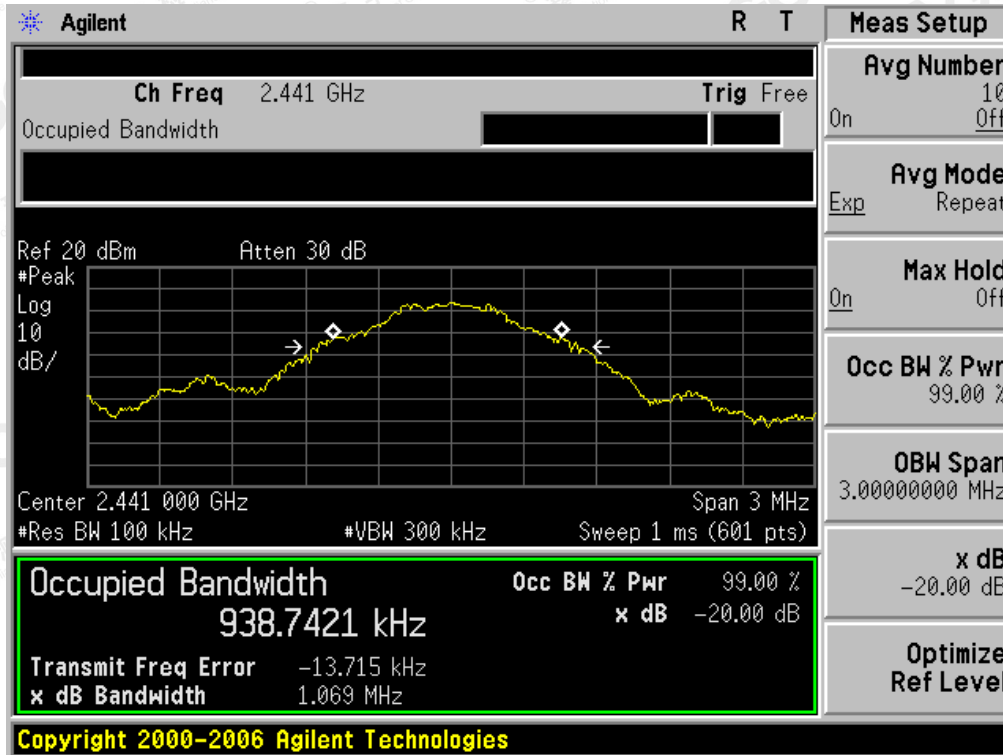 Agilent R T
Ch Freq 2.441 GHz Trig Free
Occupied Bandwidth
Ref 20 dBm Atten 30 dB
#Peak
Log
10
dB/
Center 2.441 000 GHz Span 3 MHz
#Res BW 100 kHz #VBW 300 kHz Sweep 1 ms (601 pts)
Occupied Bandwidth Occ BW % Pwr 99.00 %
938.7421 kHz x dB -20.00 dB
Transmit Freq Error -13.715 kHz
x dB Bandwidth 1.069 MHz
Copyright 2000-2006 Agilent Technologies
Meas Setup
Avg Number
10
On Off
Avg Mode
Exp Repeat
Max Hold
On Off
Occ BW % Pwr
99.00 %
OBW Span
3.00000000 MHz
x dB
-20.00 dB
Optimize
Ref Level